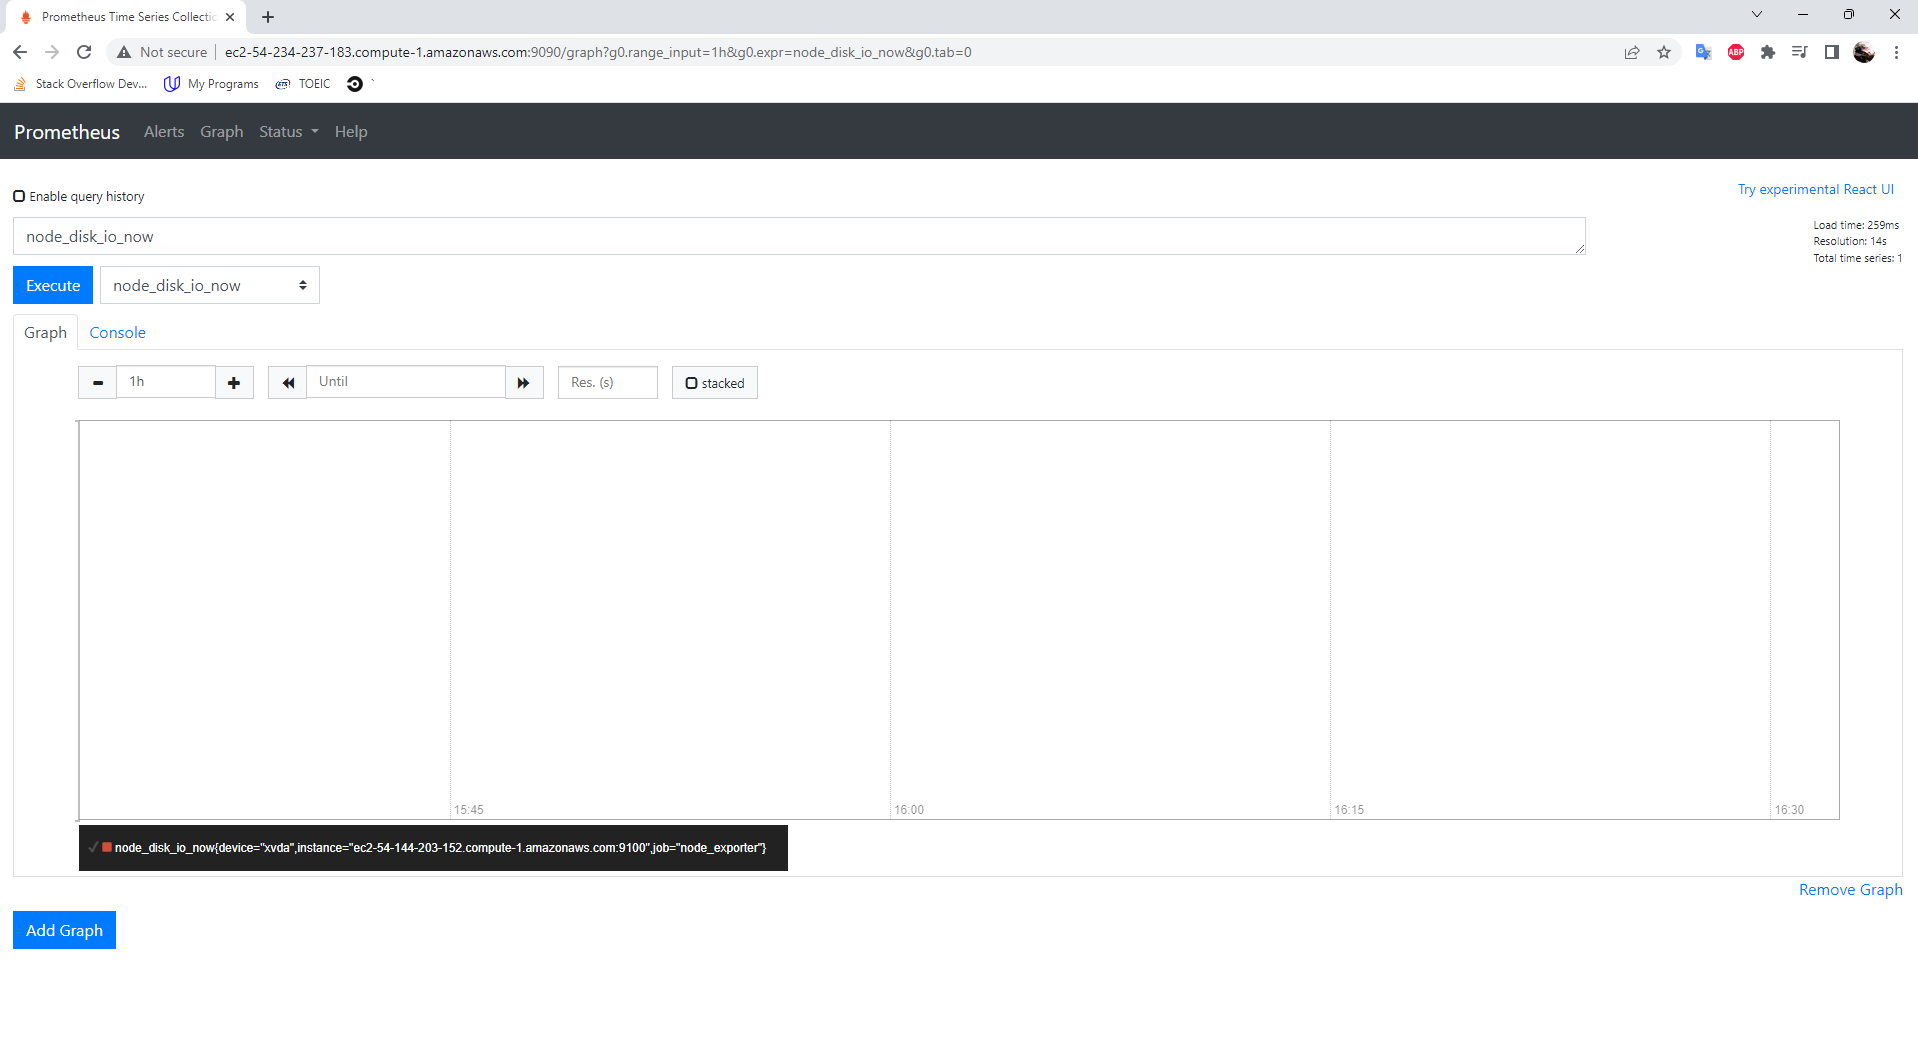 Prometheus Time Series Collectic
Not secure ec2-54-234-237-183.compute-1.amazonaws.com:9090/graph?g0.range_input=1h&g0.expr=node_disk_io_now&g0.tab=0
ABP
Stack Overflow Dev... My Programs TOEIC `
Prometheus Alerts Graph Status Help
Enable query history
Try experimental React UI
node_disk_io_now
Load time: 259ms
Resolution: 14s
Total time series: 1
Execute node_disk_io_now
Graph Console
1h Until Res. (s) stacked
15:45 16:00 16:15 16:30
node_disk_io_now{device="xvda",instance="ec2-54-144-203-152.compute-1.amazonaws.com:9100",job="node_exporter"}
Remove Graph
Add Graph